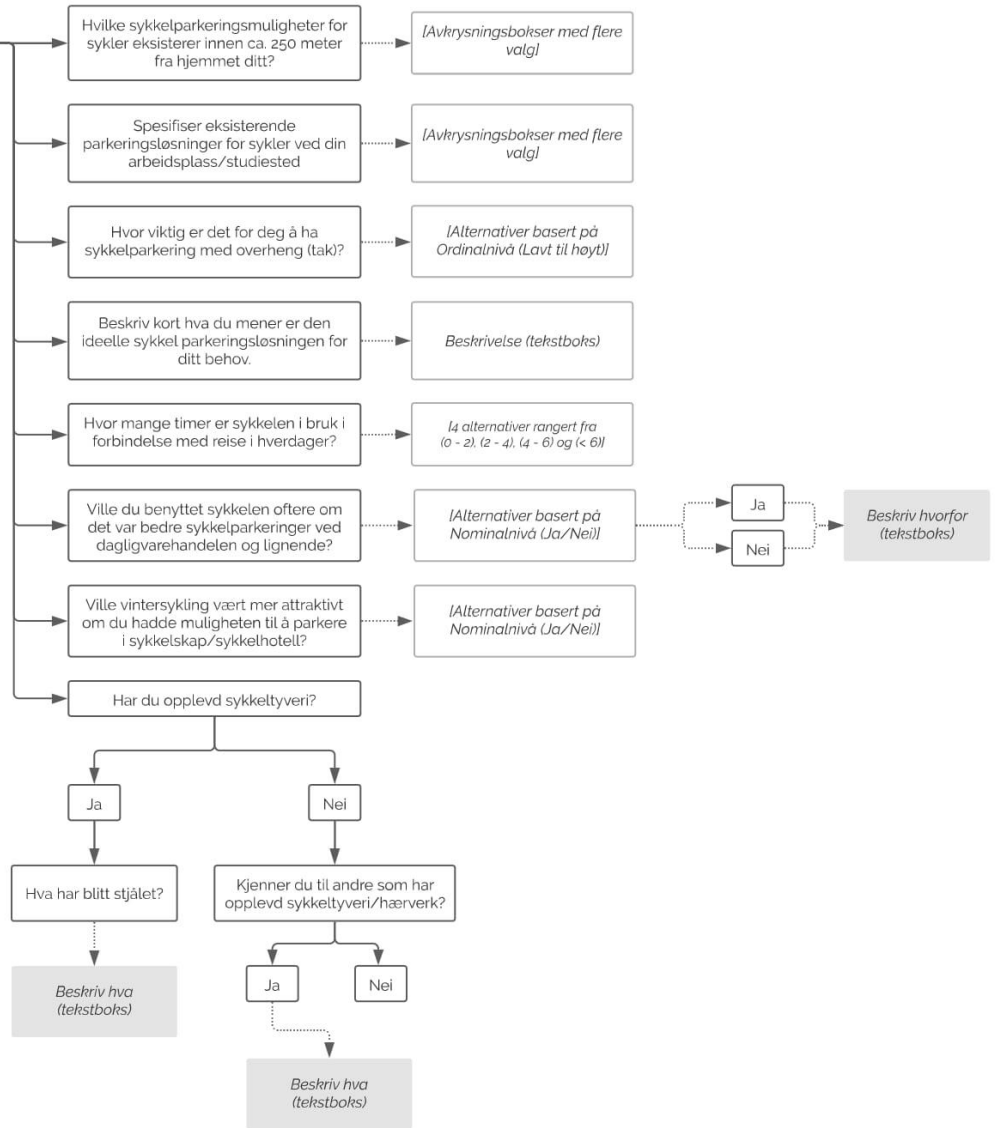 Hvilke sykkelparkeringsmuligheter for
sykler eksisterer innen ca. 250 meter
fra hjemmet ditt?
[Avkrysningsbokser med flere
valg]
Spesifiser eksisterende
parkeringsløsninger for sykler ved din
arbeidsplass/studiested
[Avkrysningsbokser med flere
valg]
Hvor viktig er det for deg å ha
sykkelparkering med overheng (tak)?
[Alternativer basert på
Ordinalnivå (Lavt til høyt)]
Beskriv kort hva du mener er den
ideelle sykkel parkeringsløsningen for
ditt behov.
Beskrivelse (tekstboks)
Hvor mange timer er sykkelen i bruk i
forbindelse med reise i hverdager?
[4 alternativer rangert fra
(0 - 2), (2 - 4), (4 - 6) og (< 6)]
Ville du benyttet sykkelen oftere om
det var bedre sykkelparkeringer ved
dagligvarehandelen og lignende?
[Alternativer basert på
Nominalnivå (Ja/Nei)]
Ja
Nei
Beskriv hvorfor
(tekstboks)
Ville vintersykling vært mer attraktivt
om du hadde muligheten til å parkere
i sykkelskap/sykkelhotell?
[Alternativer basert på
Nominalnivå (Ja/Nei)]
Har du opplevd sykkeltyveri?
Ja
Nei
Hva har blitt stjålet?
Kjenner du til andre som har
opplevd sykkeltyveri/hærverk?
Beskriv hva
(tekstboks)
Ja
Nei
Beskriv hva
(tekstboks)